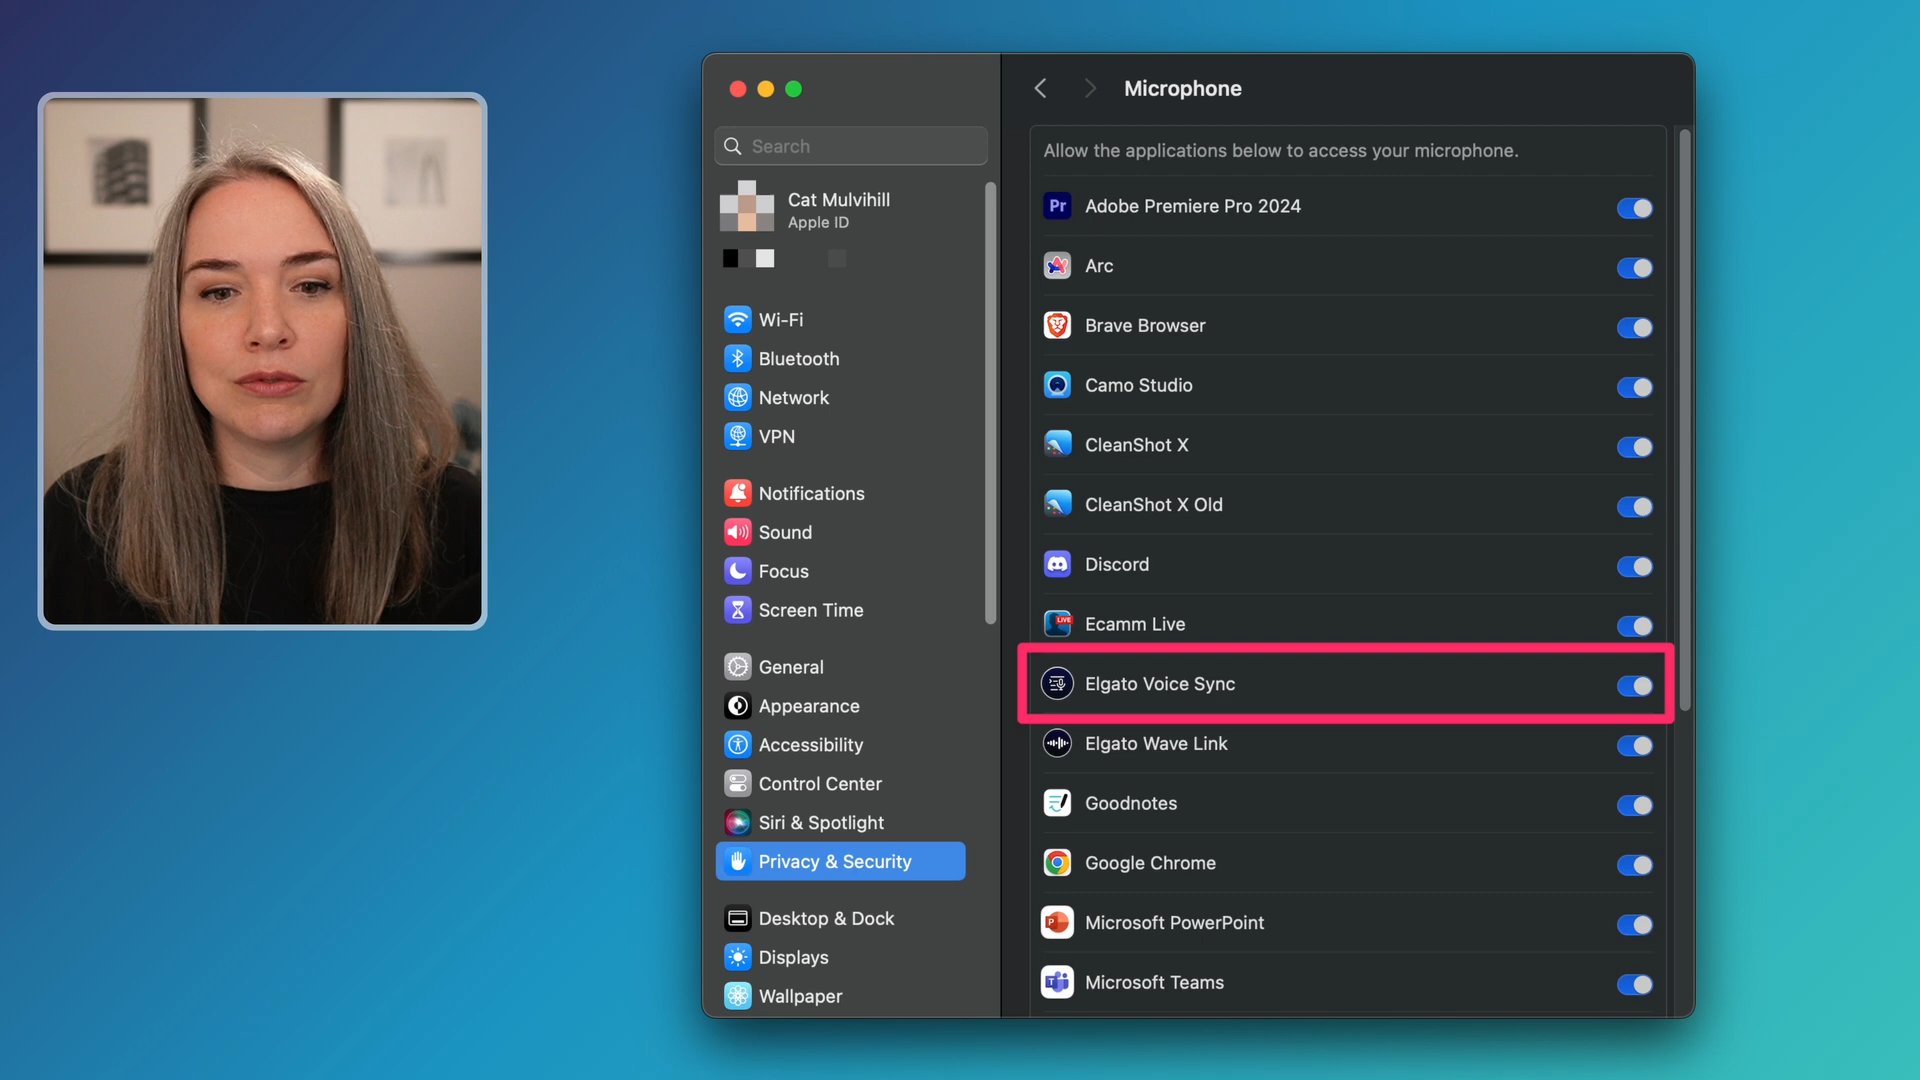 Search
Cat Mulvihill
Apple ID
Wi-Fi
Bluetooth
Network
VPN
Notifications
Sound
Focus
Screen Time
General
Appearance
Accessibility
Control Center
Siri & Spotlight
Privacy & Security
Desktop & Dock
Displays
Wallpaper
Microphone
Allow the applications below to access your microphone.
Pr Adobe Premiere Pro 2024
Arc
Brave Browser
Camo Studio
CleanShot X
CleanShot X Old
Discord
LIVE Ecamm Live
Elgato Voice Sync
Elgato Wave Link
Goodnotes
Google Chrome
P Microsoft PowerPoint
T Microsoft Teams